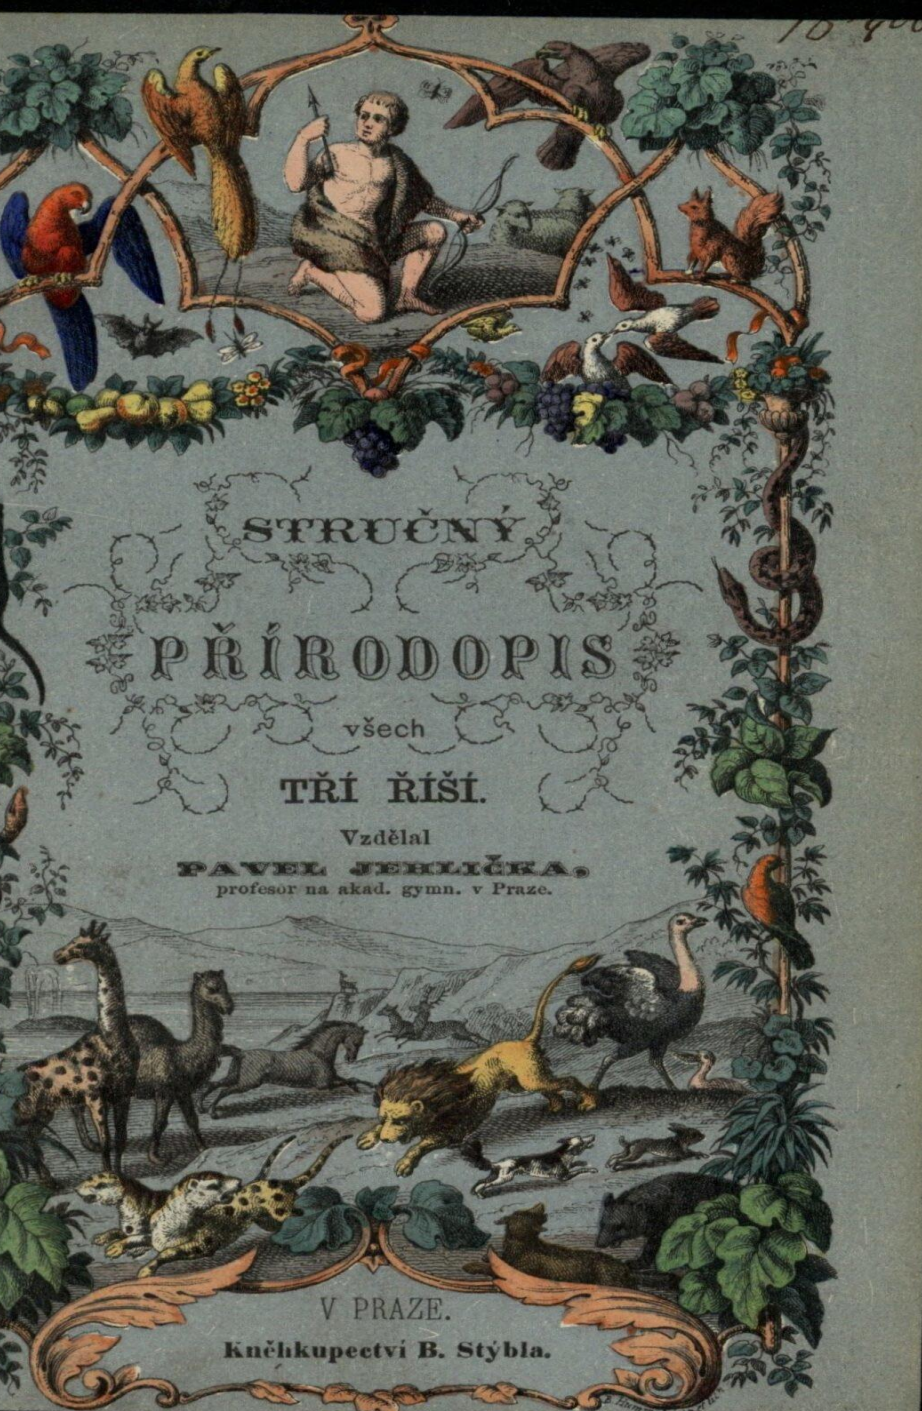 STRUČNÝ
PŘÍRODOPIS
všech
TŘÍ ŘÍŠÍ.
Vzdělal
PAVEL JEHLIČKA.
profesor na akad. gymn. v Praze.
V PRAZE.
Kněhkupectví B. Stýbla.